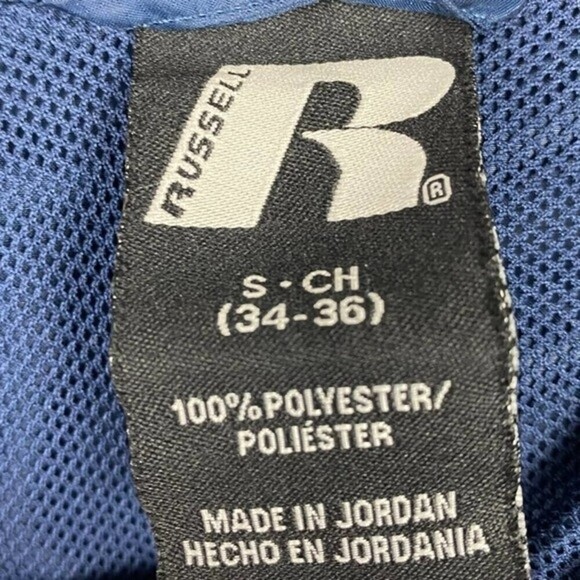 RUSSELL
R®
S · CH
(34-36)
100% POLYESTER/
POLIÉSTER
MADE IN JORDAN
HECHO EN JORDANIA